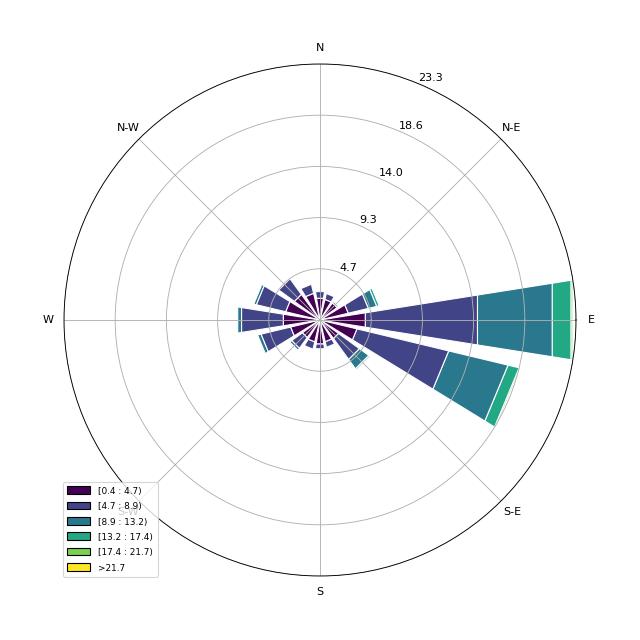 N
23.3
N-W
18.6
N-E
14.0
9.3
4.7
W
E
[0.4 : 4.7)
[4.7 : 8.9)
S-W
S-E
[8.9 : 13.2)
[13.2 : 17.4)
[17.4 : 21.7)
>21.7
S